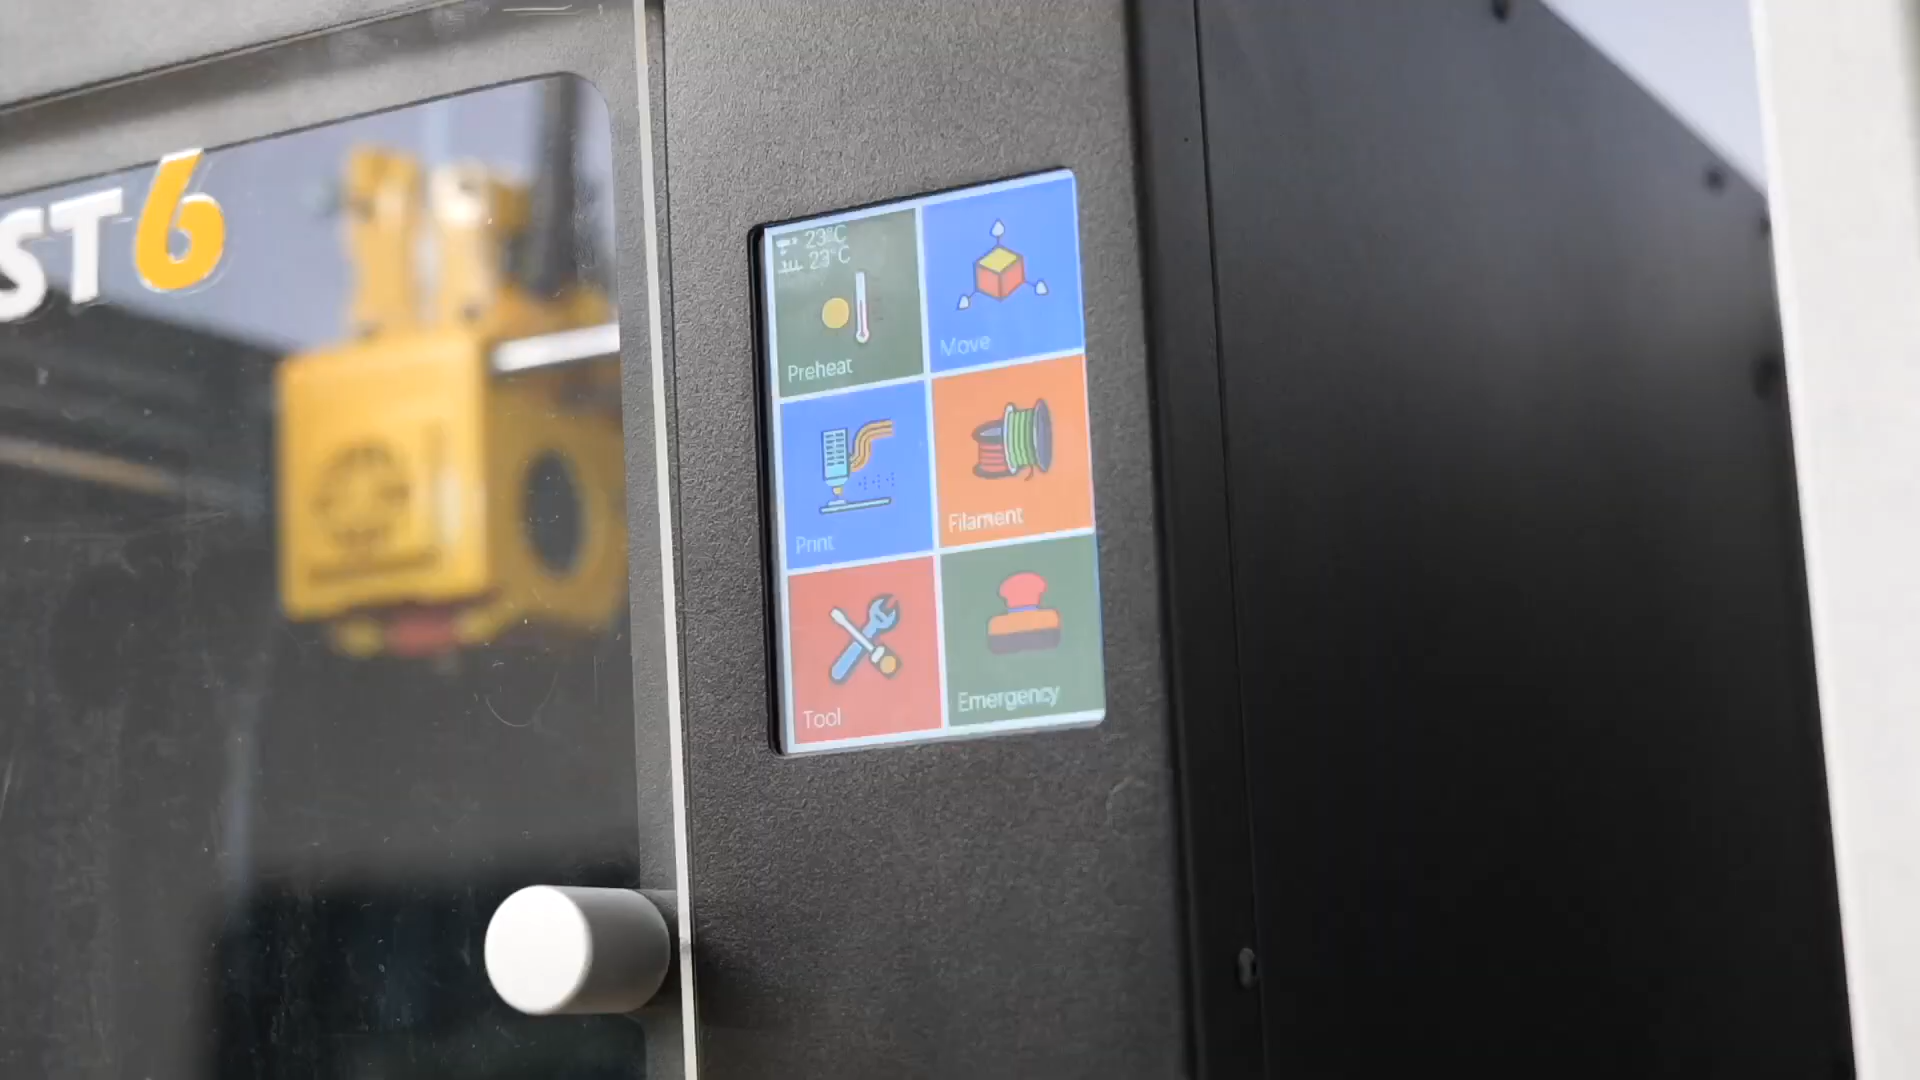 ST6
23°C
23°C
Preheat
Move
Print
Filament
Tool
Emergency